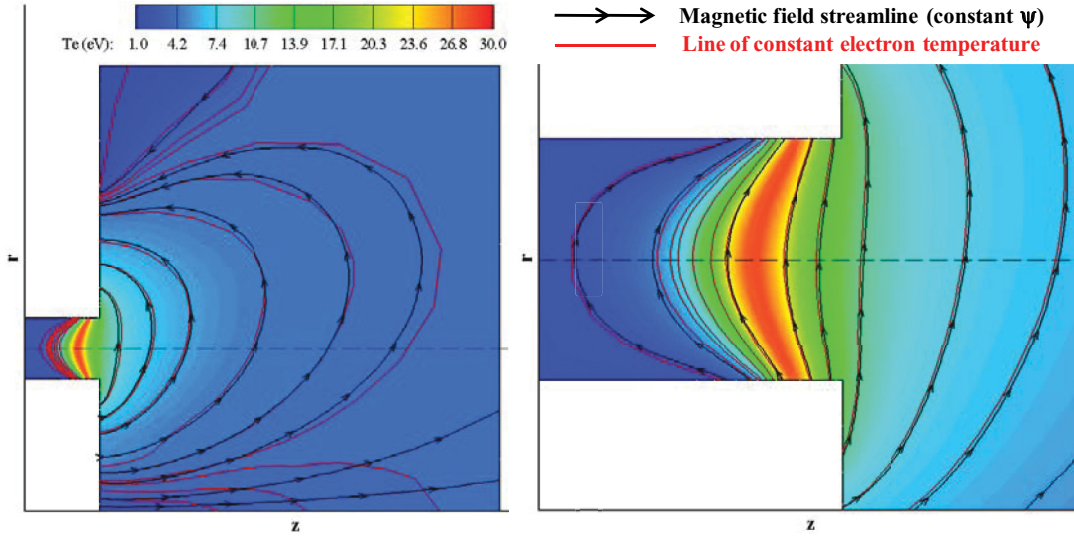 Te (eV): 1.0 4.2 7.4 10.7 13.9 17.1 20.3 23.6 26.8 30.0
Magnetic field streamline (constant ψ)
Line of constant electron temperature
r
z
r
z